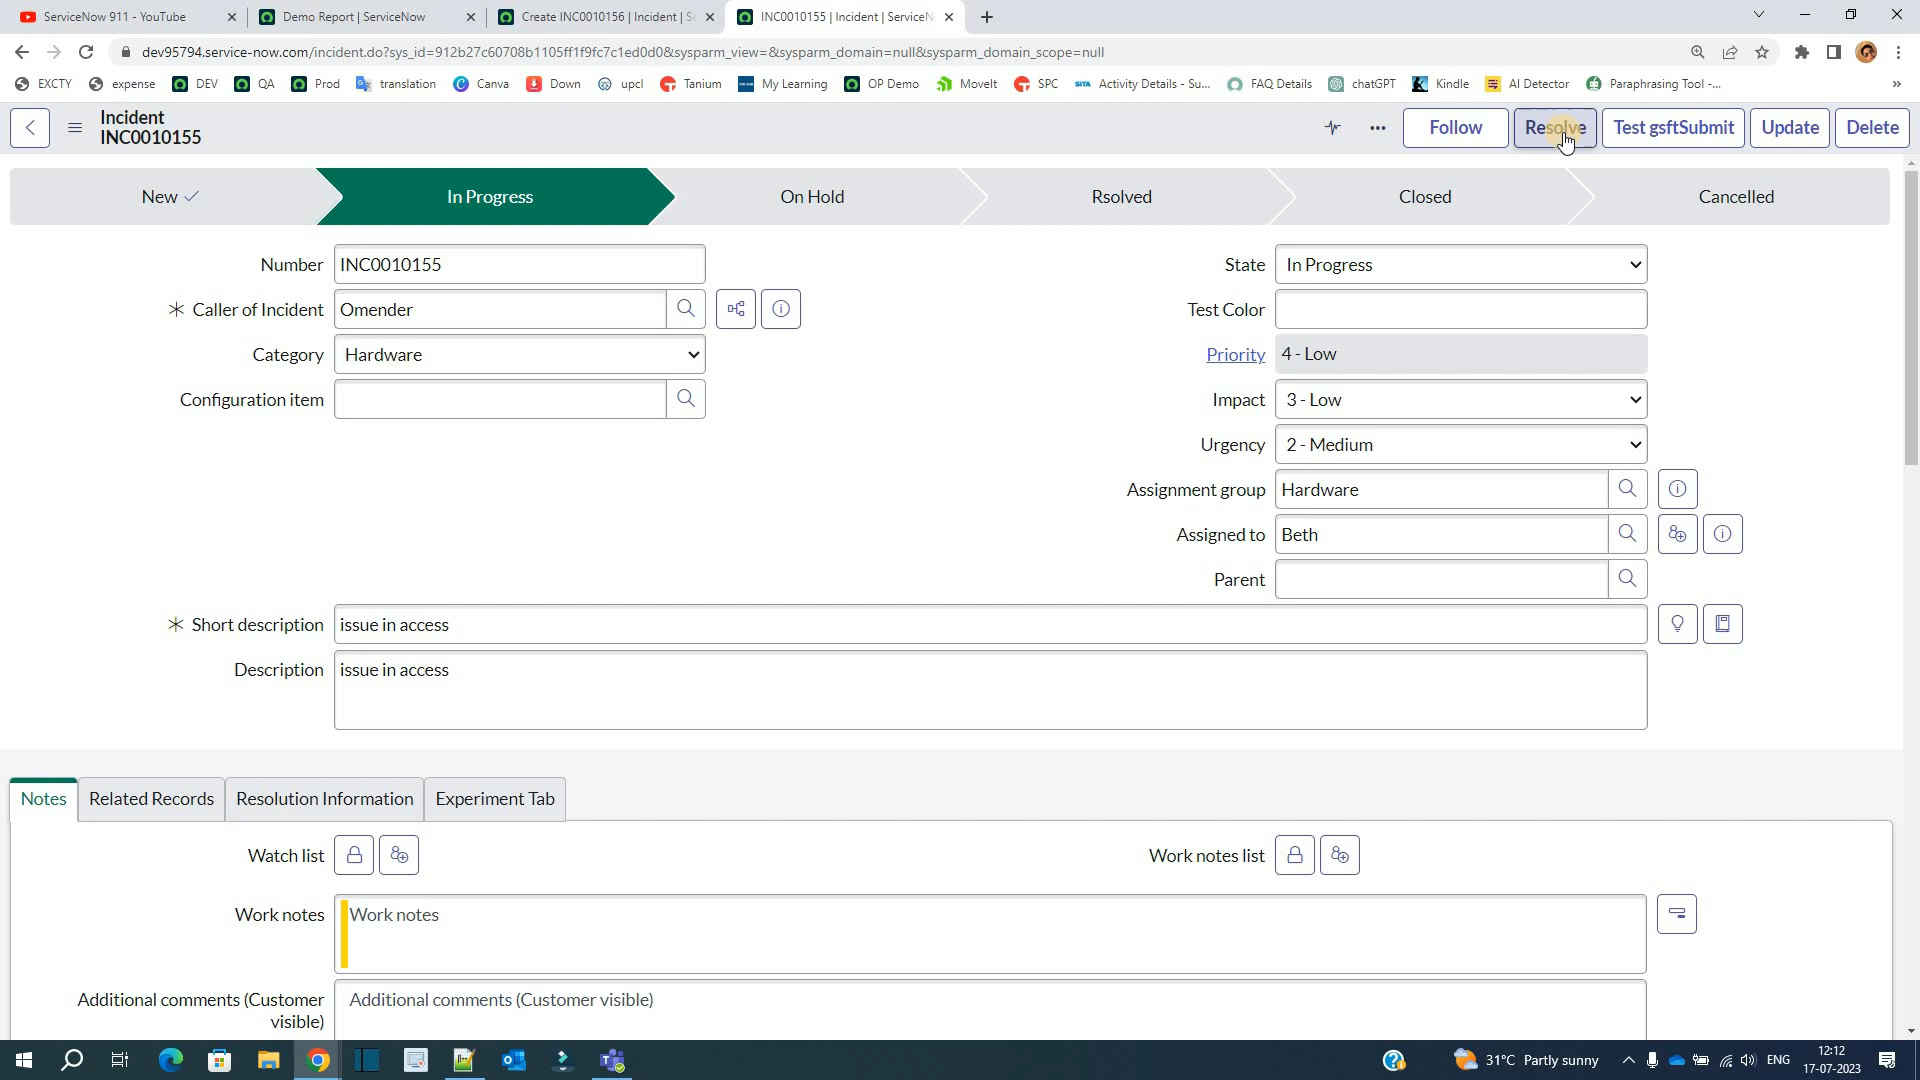 ServiceNow 911 - YouTube
Demo Report | ServiceNow
Create INC0010156 | Incident | Se
INC0010155 | Incident | ServiceN
dev95794.service-now.com/incident.do?sys_id=912b27c60708b1105ff1f9fc7c1ed0d0&sysparm_view=&sysparm_domain=null&sysparm_domain_scope=null
EXCTY expense DEV QA Prod translation Canva Down upcl Tanium My Learning OP Demo MoveIt SPC Activity Details - Su... FAQ Details chatGPT Kindle AI Detector Paraphrasing Tool -...
Incident
INC0010155
Follow Resolve Test gsftSubmit Update Delete
New In Progress On Hold Rsolved Closed Cancelled
Number INC0010155
State In Progress
Caller of Incident Omender
Test Color
Category Hardware
Priority 4 - Low
Configuration item
Impact 3 - Low
Urgency 2 - Medium
Assignment group Hardware
Assigned to Beth
Parent
Short description issue in access
Description issue in access
Notes Related Records Resolution Information Experiment Tab
Watch list
Work notes list
Work notes Work notes
Additional comments (Customer visible) Additional comments (Customer visible)
31°C Partly sunny ENG 12:12
17-07-2023